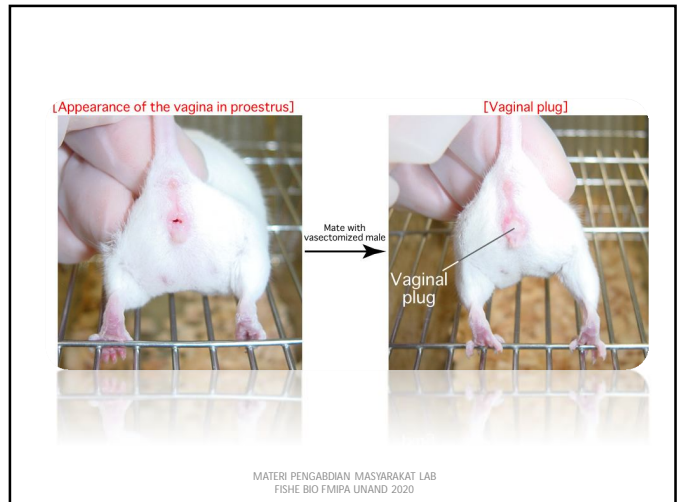 [Appearance of the vagina in proestrus]
[Vaginal plug]
Mate with
vasectomized male
Vaginal
plug
MATERI PENGABDIAN MASYARAKAT LAB
FISHE BIO FMIPA UNAND 2020